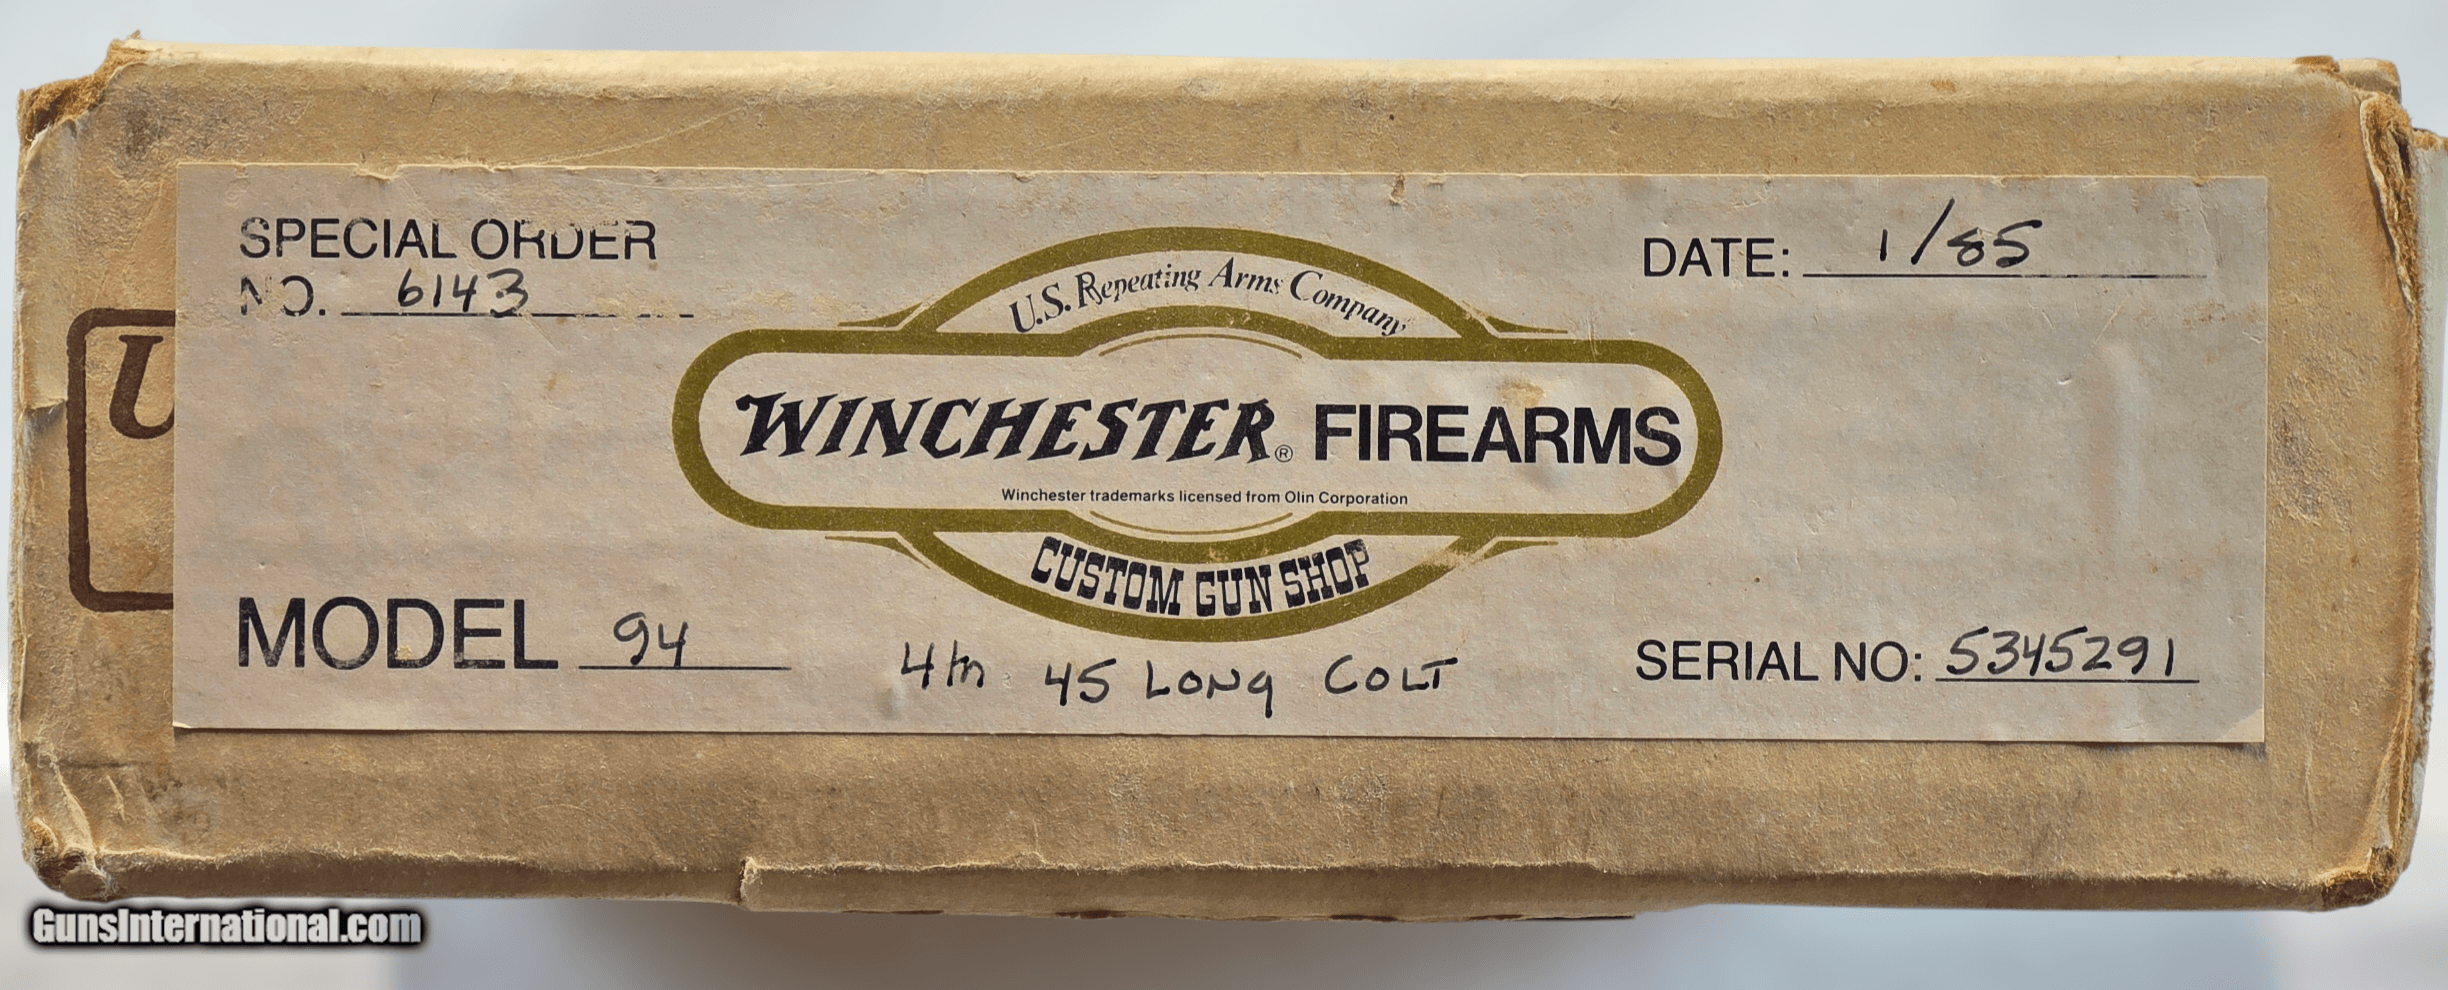 SPECIAL ORDER
NO. 6143
DATE: 1/85
U.S. Repeating Arms Company
WINCHESTER® FIREARMS
Winchester trademarks licensed from Olin Corporation
CUSTOM GUN SHOP
MODEL 94
45 LONG COLT
SERIAL NO: 5345291
U
GunsInternational.com